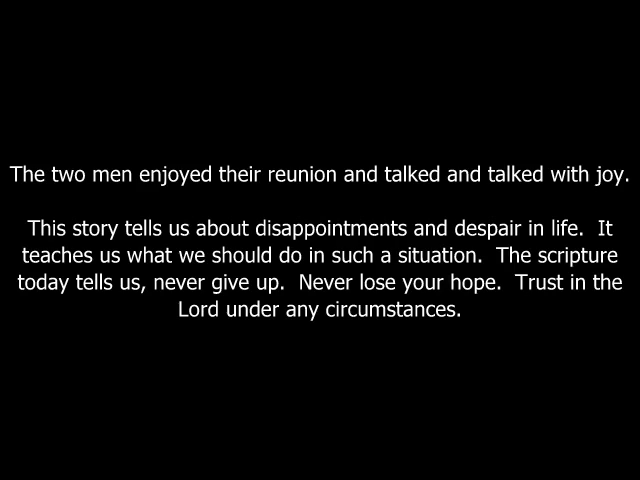 The two men enjoyed their reunion and talked and talked with joy.
This story tells us about disappointments and despair in life.  It
teaches us what we should do in such a situation.  The scripture
today tells us, never give up.  Never lose your hope.  Trust in the
Lord under any circumstances.